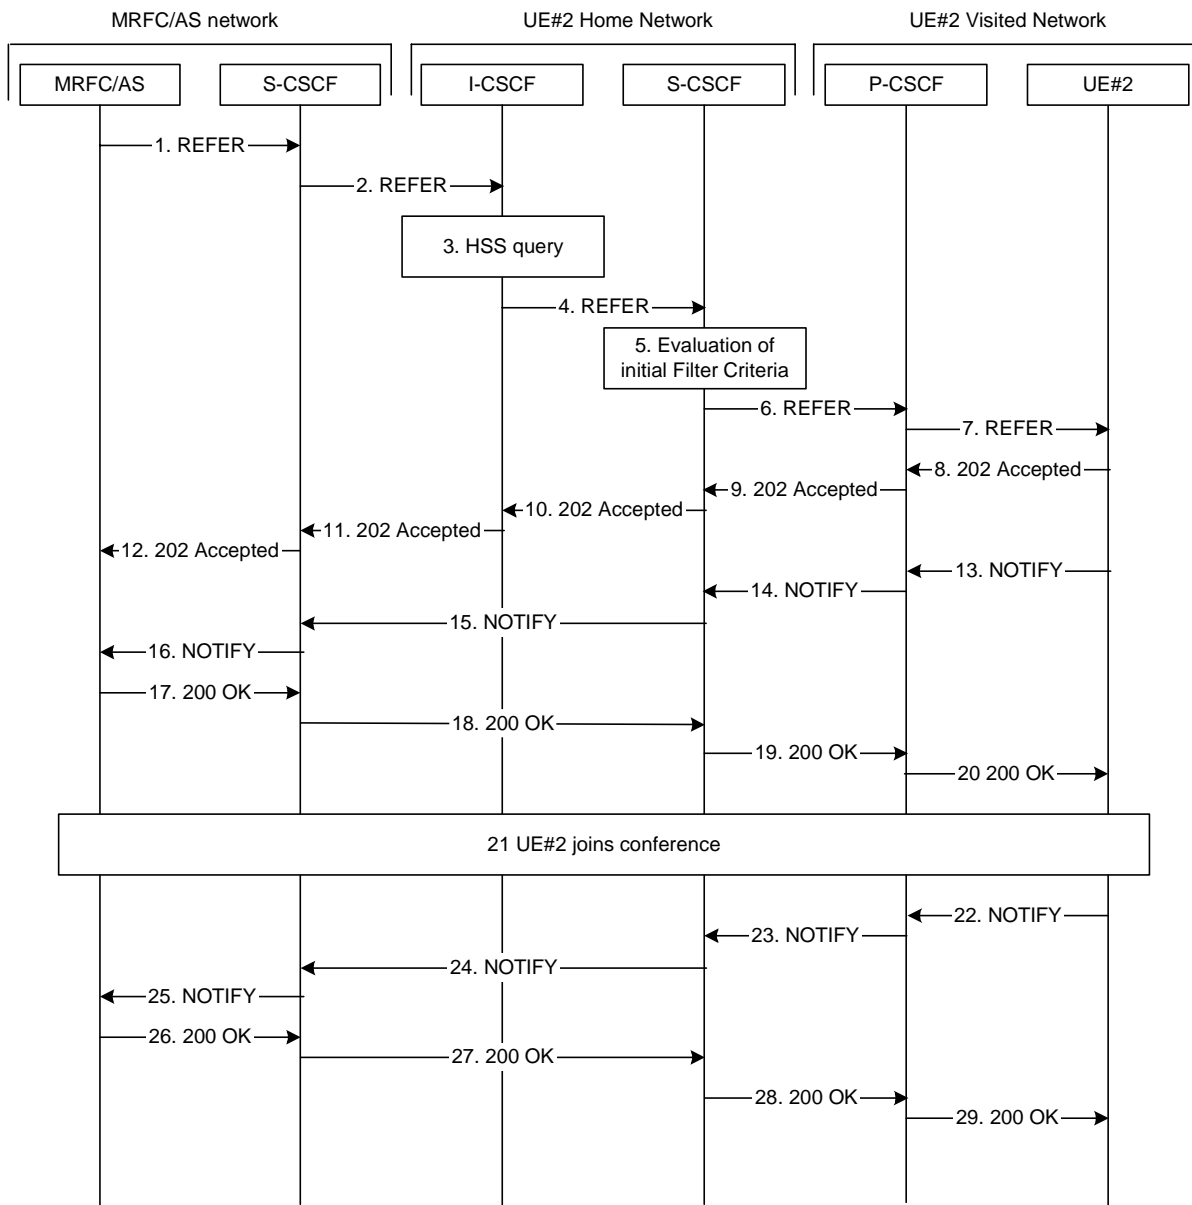 MRFC/AS network
UE#2 Home Network
UE#2 Visited Network
MRFC/AS
S-CSCF
I-CSCF
S-CSCF
P-CSCF
UE#2
1. REFER
2. REFER
3. HSS query
4. REFER
5. Evaluation of
initial Filter Criteria
6. REFER
7. REFER
8. 202 Accepted
9. 202 Accepted
10. 202 Accepted
11. 202 Accepted
12. 202 Accepted
13. NOTIFY
14. NOTIFY
15. NOTIFY
16. NOTIFY
17. 200 OK
18. 200 OK
19. 200 OK
20 200 OK
21 UE#2 joins conference
22. NOTIFY
23. NOTIFY
24. NOTIFY
25. NOTIFY
26. 200 OK
27. 200 OK
28. 200 OK
29. 200 OK